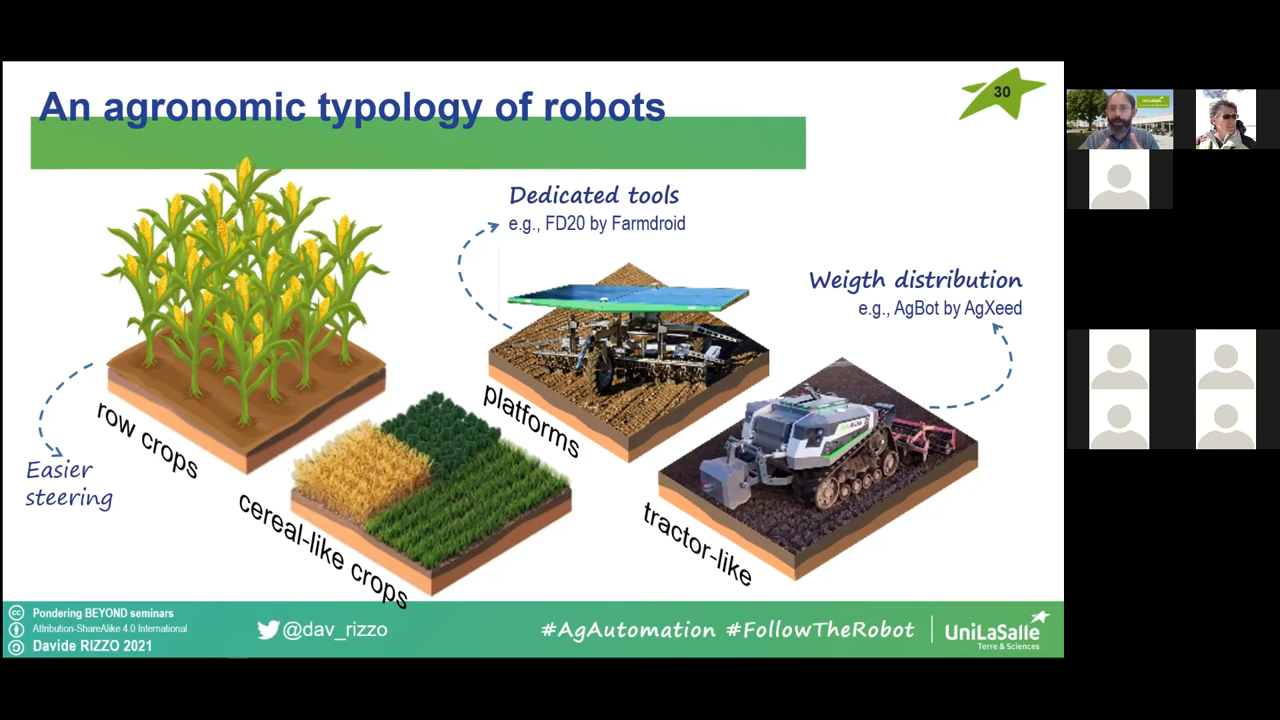 An agronomic typology of robots
30
Dedicated tools
e.g., FD20 by Farmdroid
Weigth distribution
e.g., AgBot by AgXeed
row crops
Easier
steering
cereal-like crops
platforms
tractor-like
Pondering BEYOND seminars
Attribution-ShareAlike 4.0 International
Davide RIZZO 2021
@dav_rizzo
#AgAutomation #FollowTheRobot
UniLaSalle
Terre & Sciences
UniLaSalle